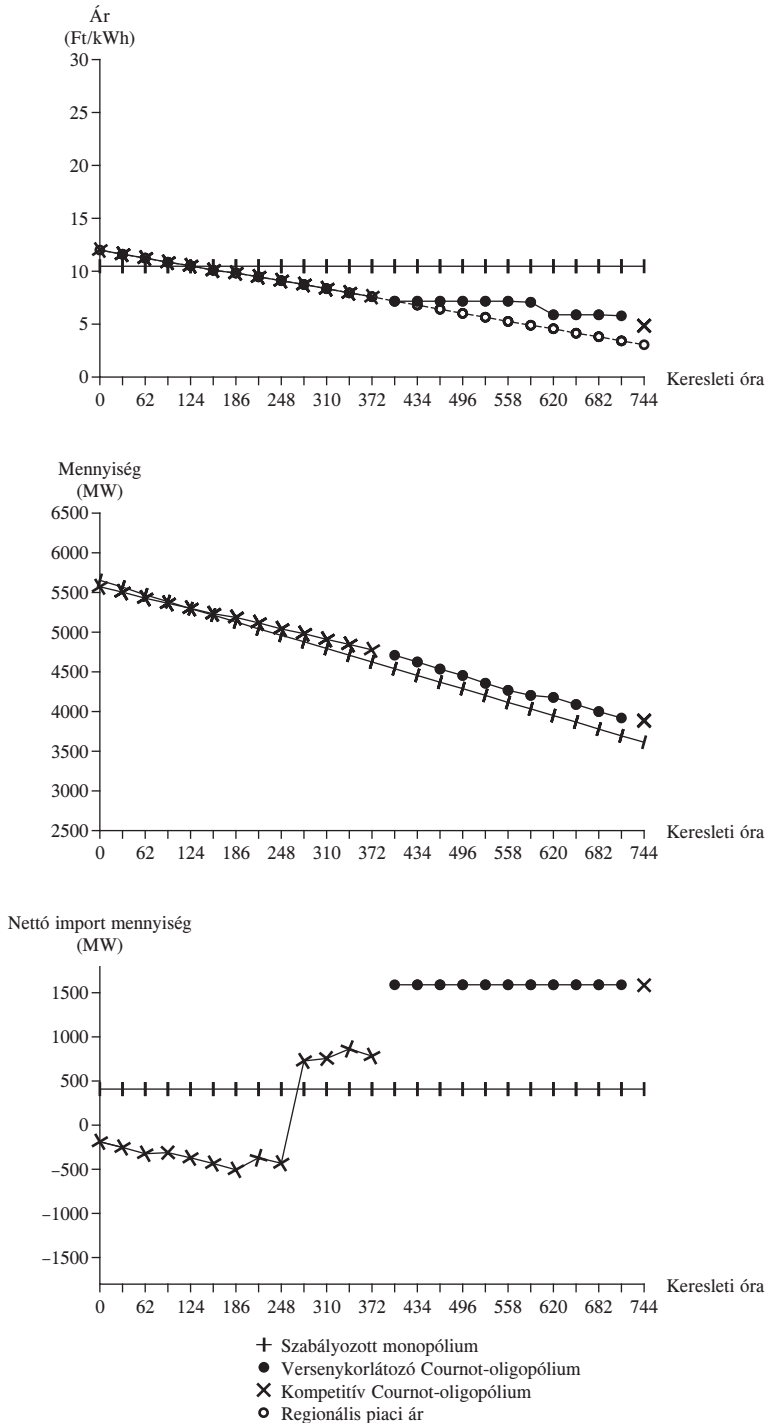 Ár
(Ft/kWh)
30
25
20
15
10
5
0
0 62 124 186 248 310 372 434 496 558 620 682 744
Keresleti óra
Mennyiség
(MW)
6500
6000
5500
5000
4500
4000
3500
3000
2500
0 62 124 186 248 310 372 434 496 558 620 682 744
Keresleti óra
Nettó import mennyiség
(MW)
1500
1000
500
0
–500
–1000
–1500
0 62 124 186 248 310 372 434 496 558 620 682 744
Keresleti óra
Szabályozott monopólium
Versenykorlátozó Cournot-oligopólium
Kompetitív Cournot-oligopólium
Regionális piaci ár